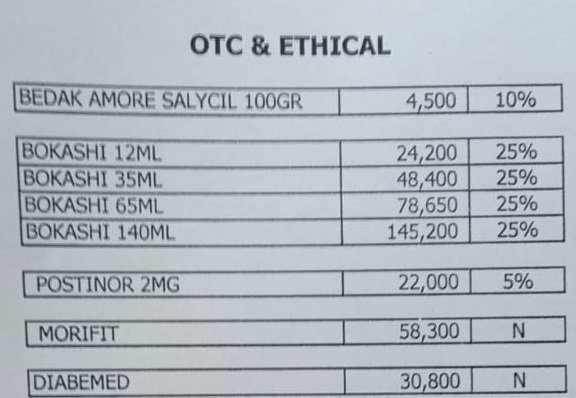 OTC & ETHICAL
BEDAK AMORE SALYCIL 100GR 4,500 10%
BOKASHI 12ML 24,200 25%
BOKASHI 35ML 48,400 25%
BOKASHI 65ML 78,650 25%
BOKASHI 140ML 145,200 25%
POSTINOR 2MG 22,000 5%
MORIFIT 58,300 N
DIABEMED 30,800 N